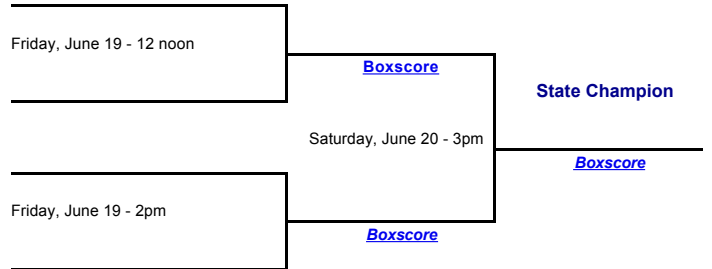 Friday, June 19 - 12 noon
Boxscore
State Champion
Saturday, June 20 - 3pm
Boxscore
Friday, June 19 - 2pm
Boxscore